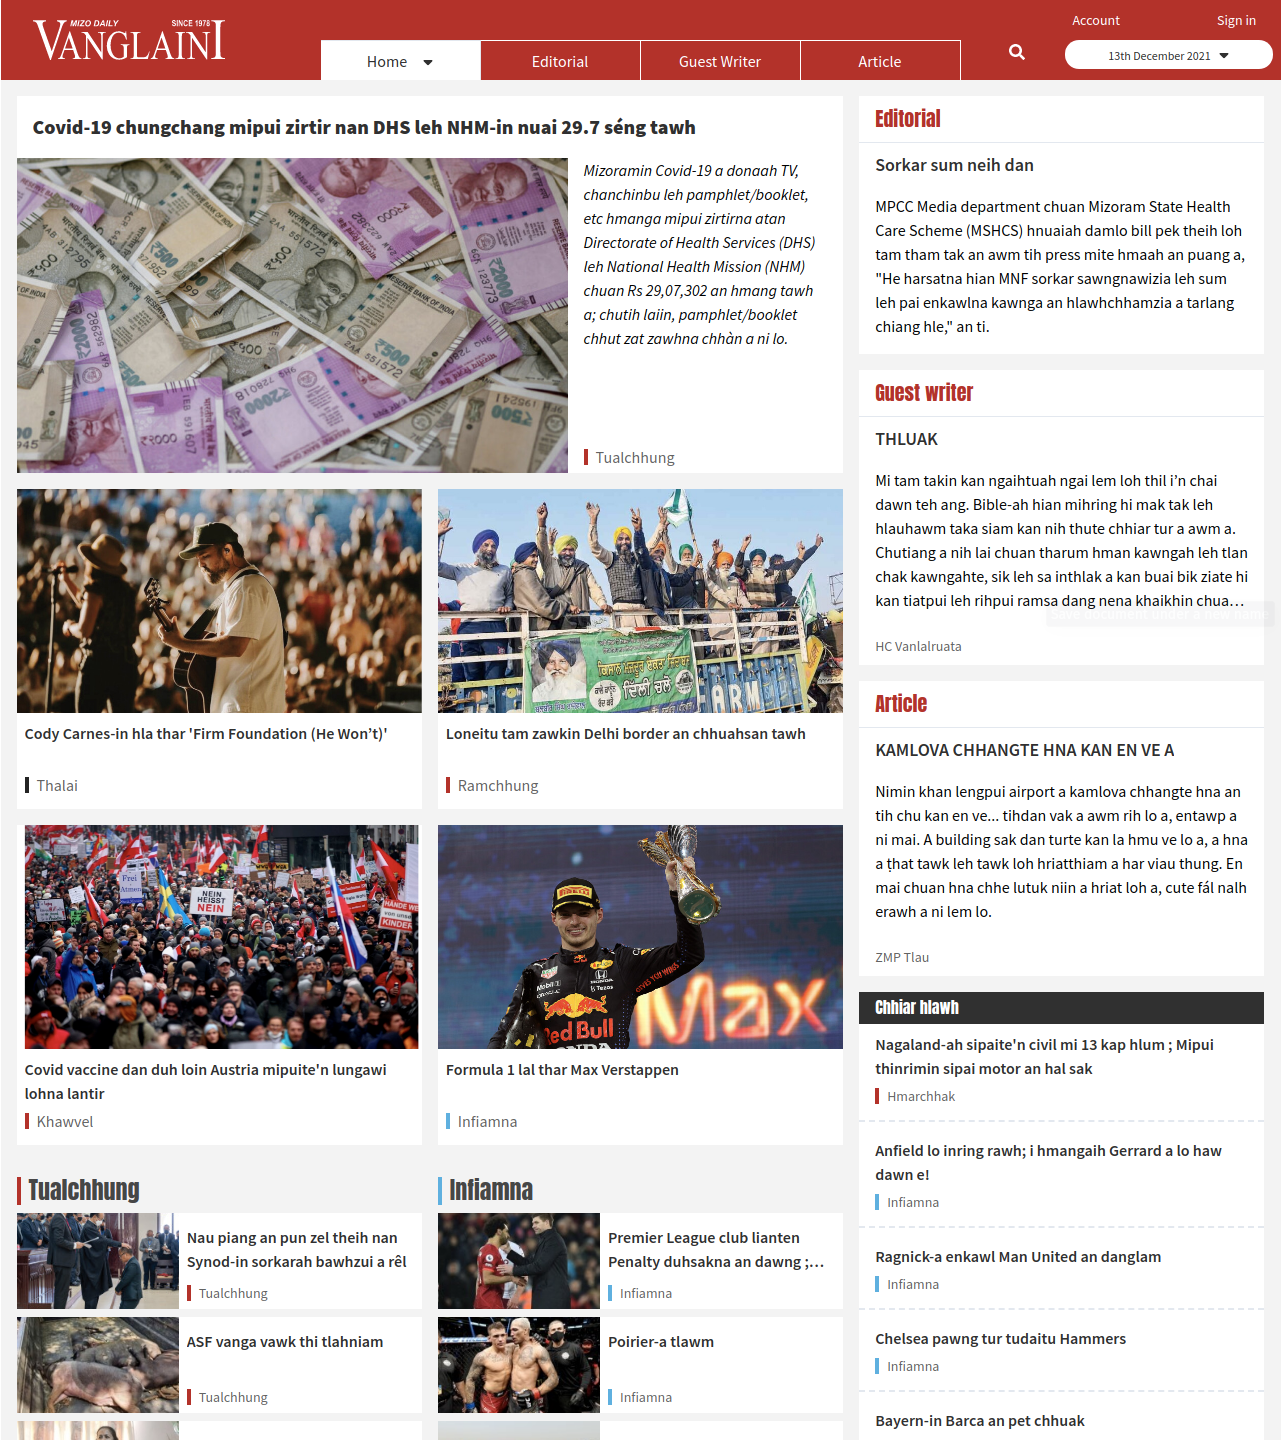 MIZO DAILY
SINCE 1978
VANGLAINI
Account
Sign in
Home
Editorial
Guest Writer
Article
13th December 2021
Covid-19 chungchang mipui zirtir nan DHS leh NHM-in nuai 29.7 séng tawh
Mizoramin Covid-19 a donaah TV,
chanchinbu leh pamphlet/booklet,
etc hmanga mipui zirtirna atan
Directorate of Health Services (DHS)
leh National Health Mission (NHM)
chuan Rs 29,07,302 an hmang tawh
a; chutih laiin, pamphlet/booklet
chhut zat zawhna chhàn a ni lo.
Tualchhung
Cody Carnes-in hla thar 'Firm Foundation (He Won't)'
Thalai
Loneitu tam zawkin Delhi border an chhuahsan tawh
Ramchhung
Frei
NEIN
HEISST
NEIN
Covid vaccine dan duh loin Austria mipuite'n lungawi
lohna lantir
Khawvel
PIRELLI
HONDA
Red Bull
Max
Formula 1 lal thar Max Verstappen
Infiamna
Tualchhung
Nau piang an pun zel theih nan
Synod-in sorkarah bawhzui a rêl
Tualchhung
ASF vanga vawk thi tlahniam
Tualchhung
Infiamna
Premier League club lianten
Penalty duhsakna an dawng ;...
Infiamna
Poirier-a tlawm
Infiamna
Editorial
Sorkar sum neih dan
MPCC Media department chuan Mizoram State Health
Care Scheme (MSHCS) hnuaiah damlo bill pek theih loh
tam tham tak an awm tih press mite hmaah an puang a,
"He harsatna hian MNF sorkar sawngnawizia leh sum
leh pai enkawlna kawnga an hlawhchhamzia a tarlang
chiang hle," an ti.
Guest writer
THLUAK
Mi tam takin kan ngaihtuah ngai lem loh thil i'n chai
dawn teh ang. Bible-ah hian mihring hi mak tak leh
hlauhawm taka siam kan nih thute chhiar tur a awm a.
Chutiang a nih lai chuan tharum hman kawngah leh tlan
chak kawngahte, sik leh sa inthlak a kan buai bik ziate hi
kan tiatpui leh rihpui ramsa dang nena khaikhin chua...
HC Vanlalruata
Article
KAMLOVA CHHANGTE HNA KAN EN VE A
Nimin khan lengpui airport a kamlova chhangte hna an
tih chu kan en ve... tihdan vak a awm rih lo a, entawp a
ni mai. A building sak dan turte kan la hmu ve lo a, a hna
a ṭhat tawk leh tawk loh hriatthiam a har viau thung. En
mai chuan hna chhe lutuk niin a hriat loh a, cute fál nalh
erawh a ni lem lo.
ZMP Tlau
Chhiar hlawh
Nagaland-ah sipaite'n civil mi 13 kap hlum ; Mipui
thinrimin sipai motor an hal sak
Hmarchhak
Anfield lo inring rawh; i hmangaih Gerrard a lo haw
dawn e!
Infiamna
Ragnick-a enkawl Man United an danglam
Infiamna
Chelsea pawng tur tudaitu Hammers
Infiamna
Bayern-in Barca an pet chhuak